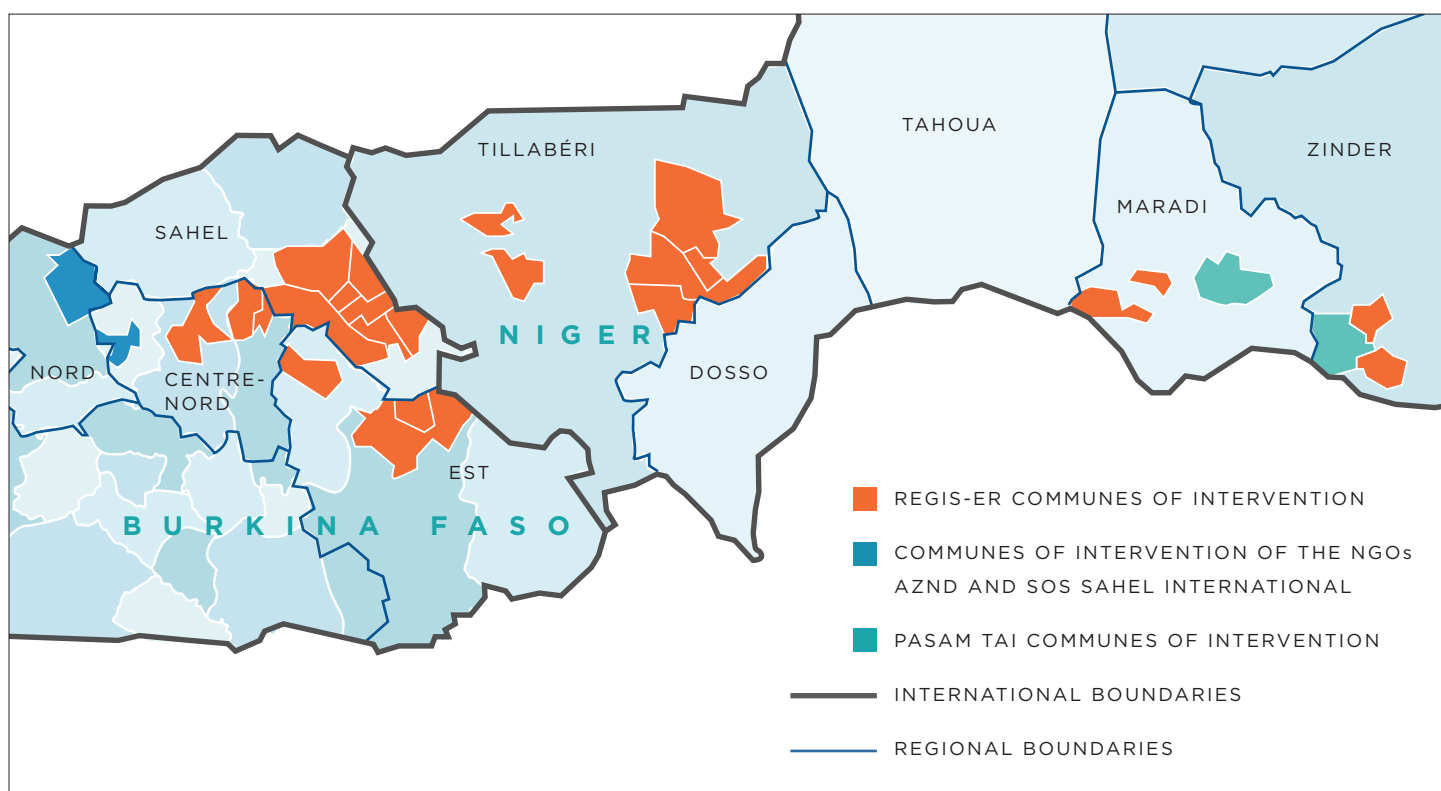 TAHOUA
TILLABÉRI
ZINDER
MARADI
SAHEL
NIGER
NORD
CENTRE-
NORD
DOSSO
EST
BURKINA FASO
REGIS-ER COMMUNES OF INTERVENTION
COMMUNES OF INTERVENTION OF THE NGOs
AZND AND SOS SAHEL INTERNATIONAL
PASAM TAI COMMUNES OF INTERVENTION
INTERNATIONAL BOUNDARIES
REGIONAL BOUNDARIES